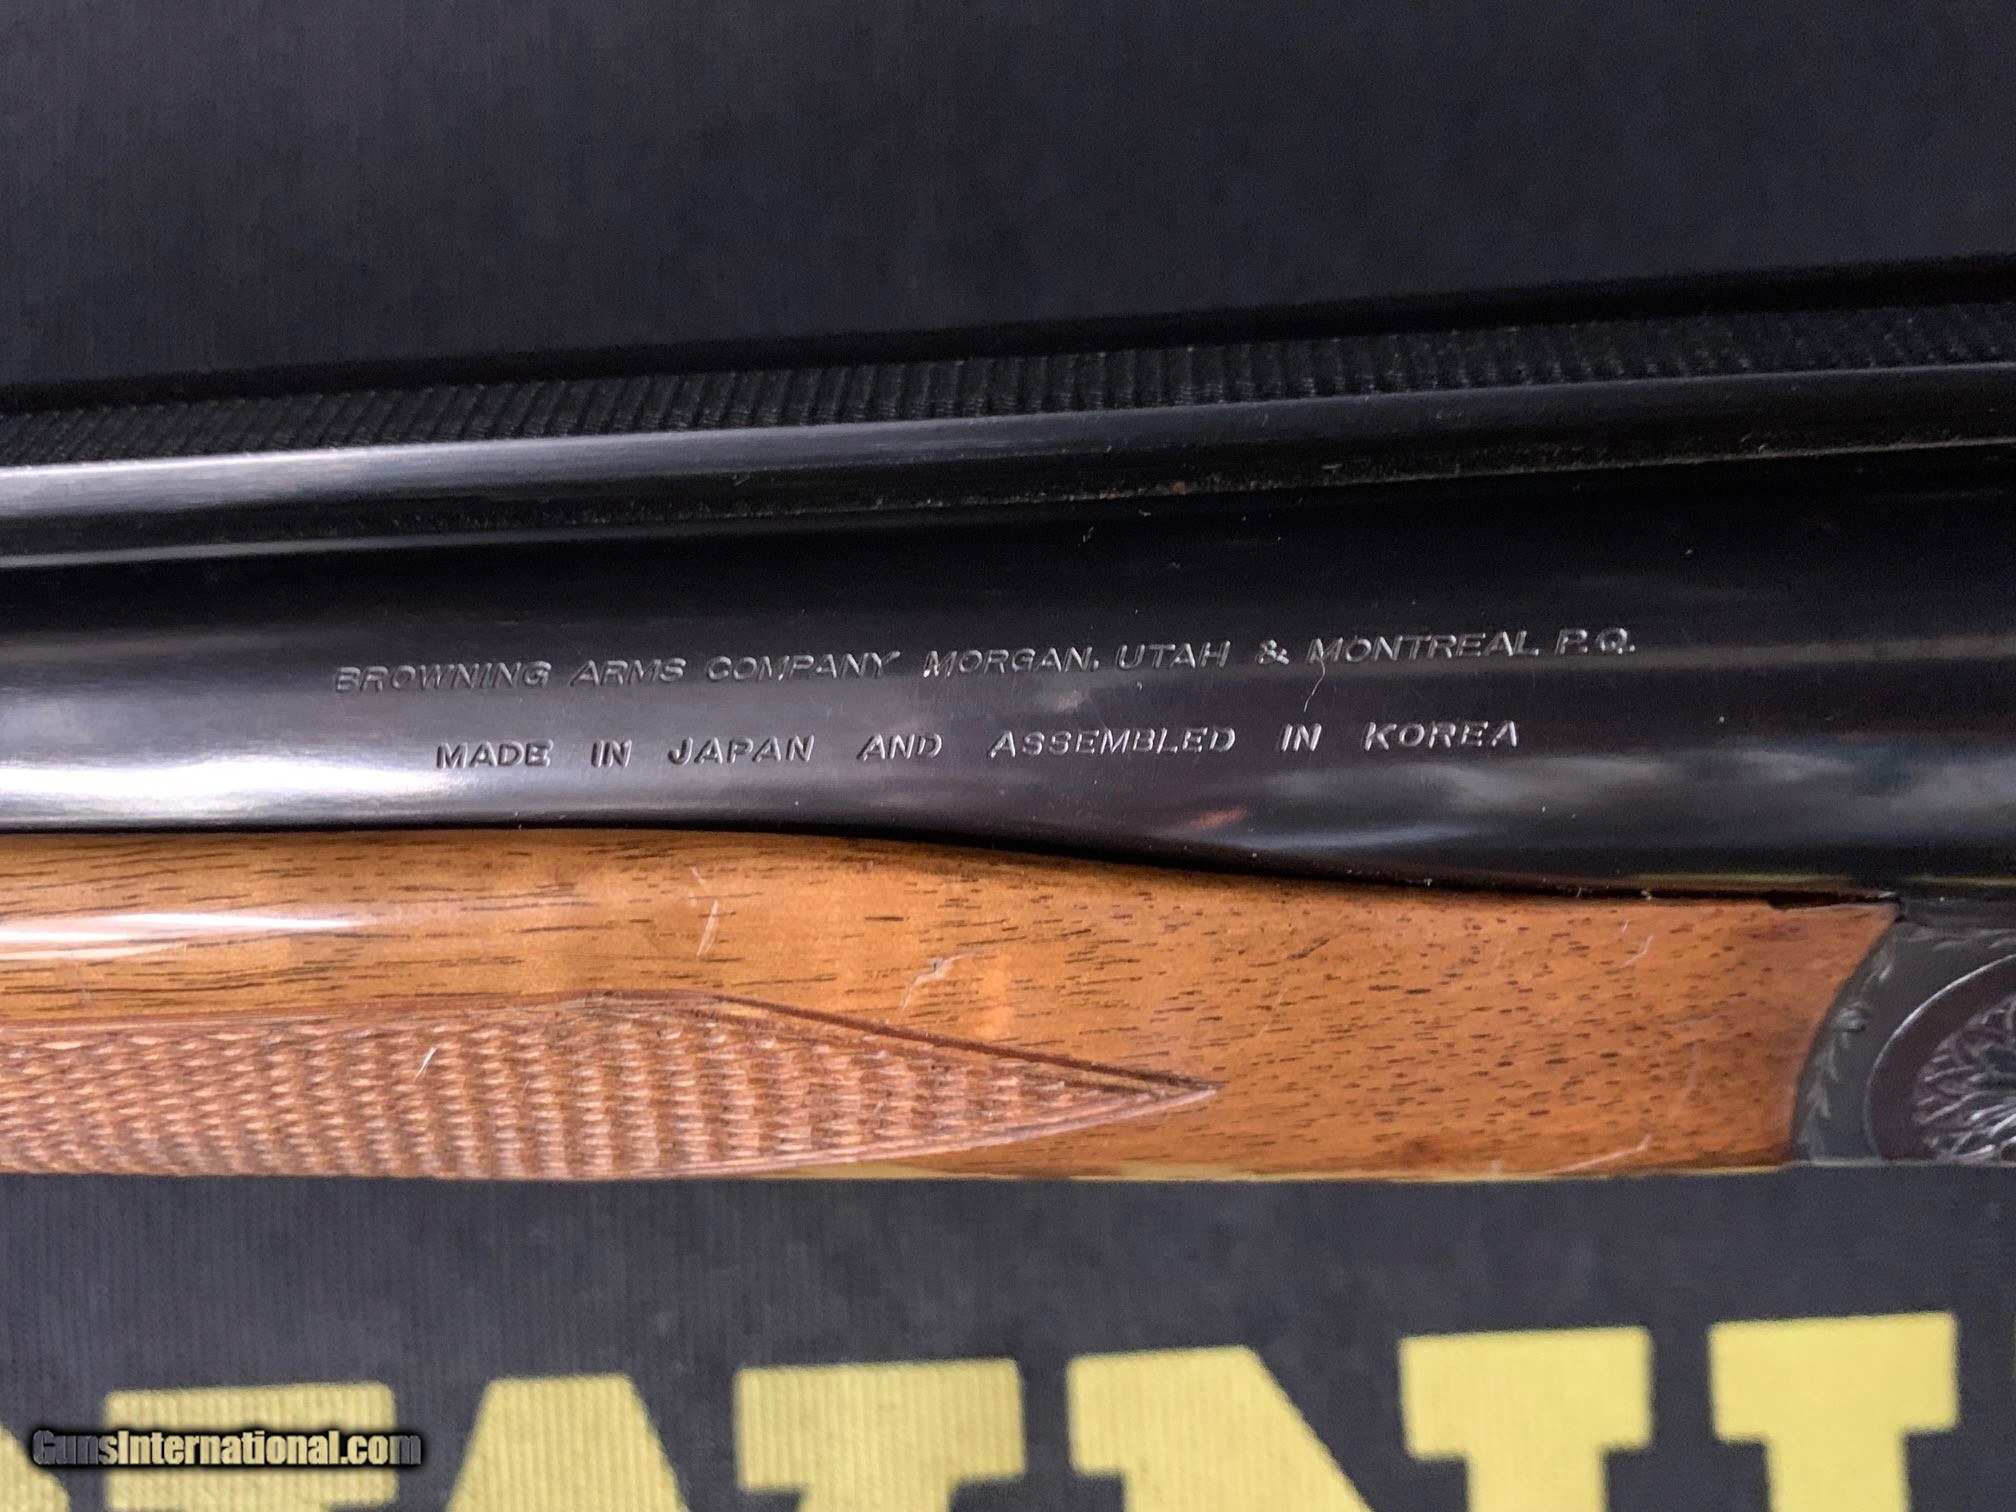 BROWNING ARMS COMPANY MORGAN, UTAH & MONTREAL P.Q.
MADE IN JAPAN AND ASSEMBLED IN KOREA
GunsInternational.com